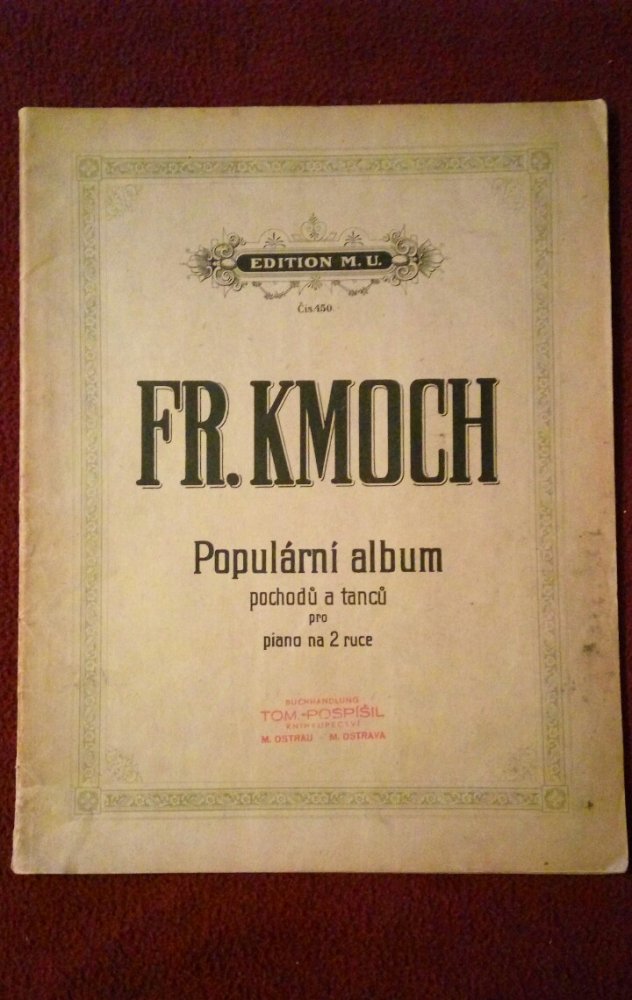 EDITION M. U.
Čís. 450
FR. KMOCH
Populární album
pochodů a tanců
pro
piano na 2 ruce
BUCHHANDLUNG
TOM. POSPÍŠIL
KNIHKUPECTVÍ
M. OSTRAU - M. OSTRAVA